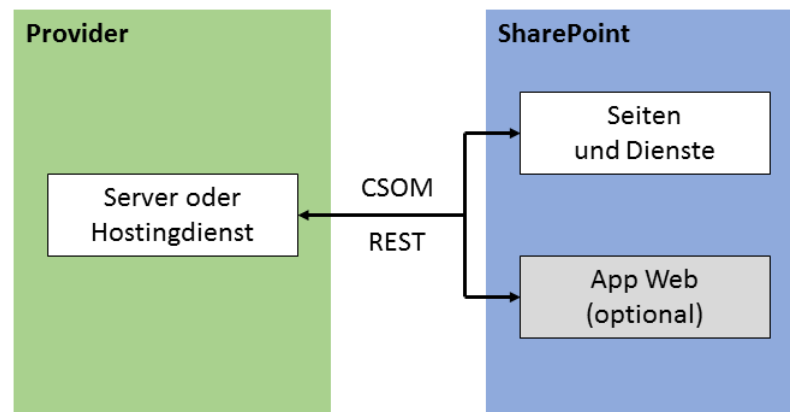 Provider
SharePoint
Seiten
und Dienste
Server oder
Hostingdienst
CSOM
REST
App Web
(optional)